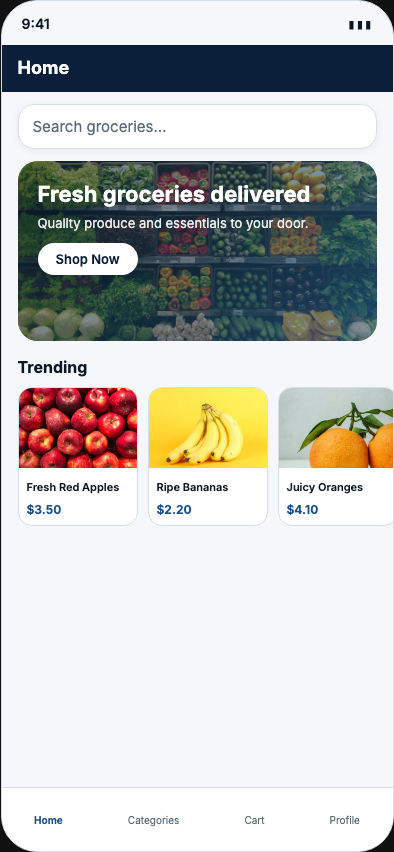 9:41
Home
Search groceries...
Fresh groceries delivered
Quality produce and essentials to your door.
Shop Now
Trending
Fresh Red Apples
$3.50
Ripe Bananas
$2.20
Juicy Oranges
$4.10
Home
Categories
Cart
Profile